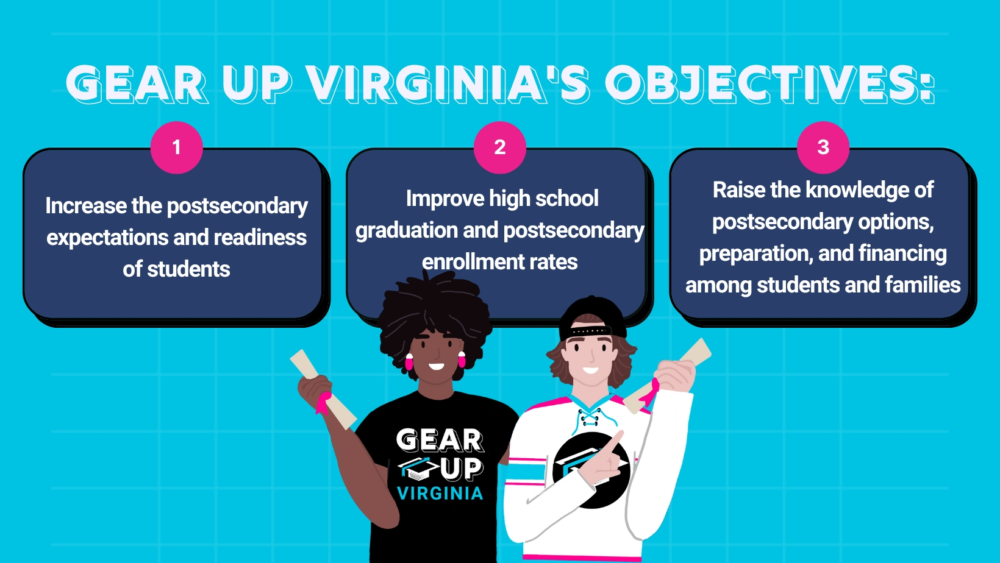 GEAR UP VIRGINIA'S OBJECTIVES:
1
Increase the postsecondary
expectations and readiness
of students
2
Improve high school
graduation and postsecondary
enrollment rates
3
Raise the knowledge of
postsecondary options,
preparation, and financing
among students and families
GEAR
UP
VIRGINIA